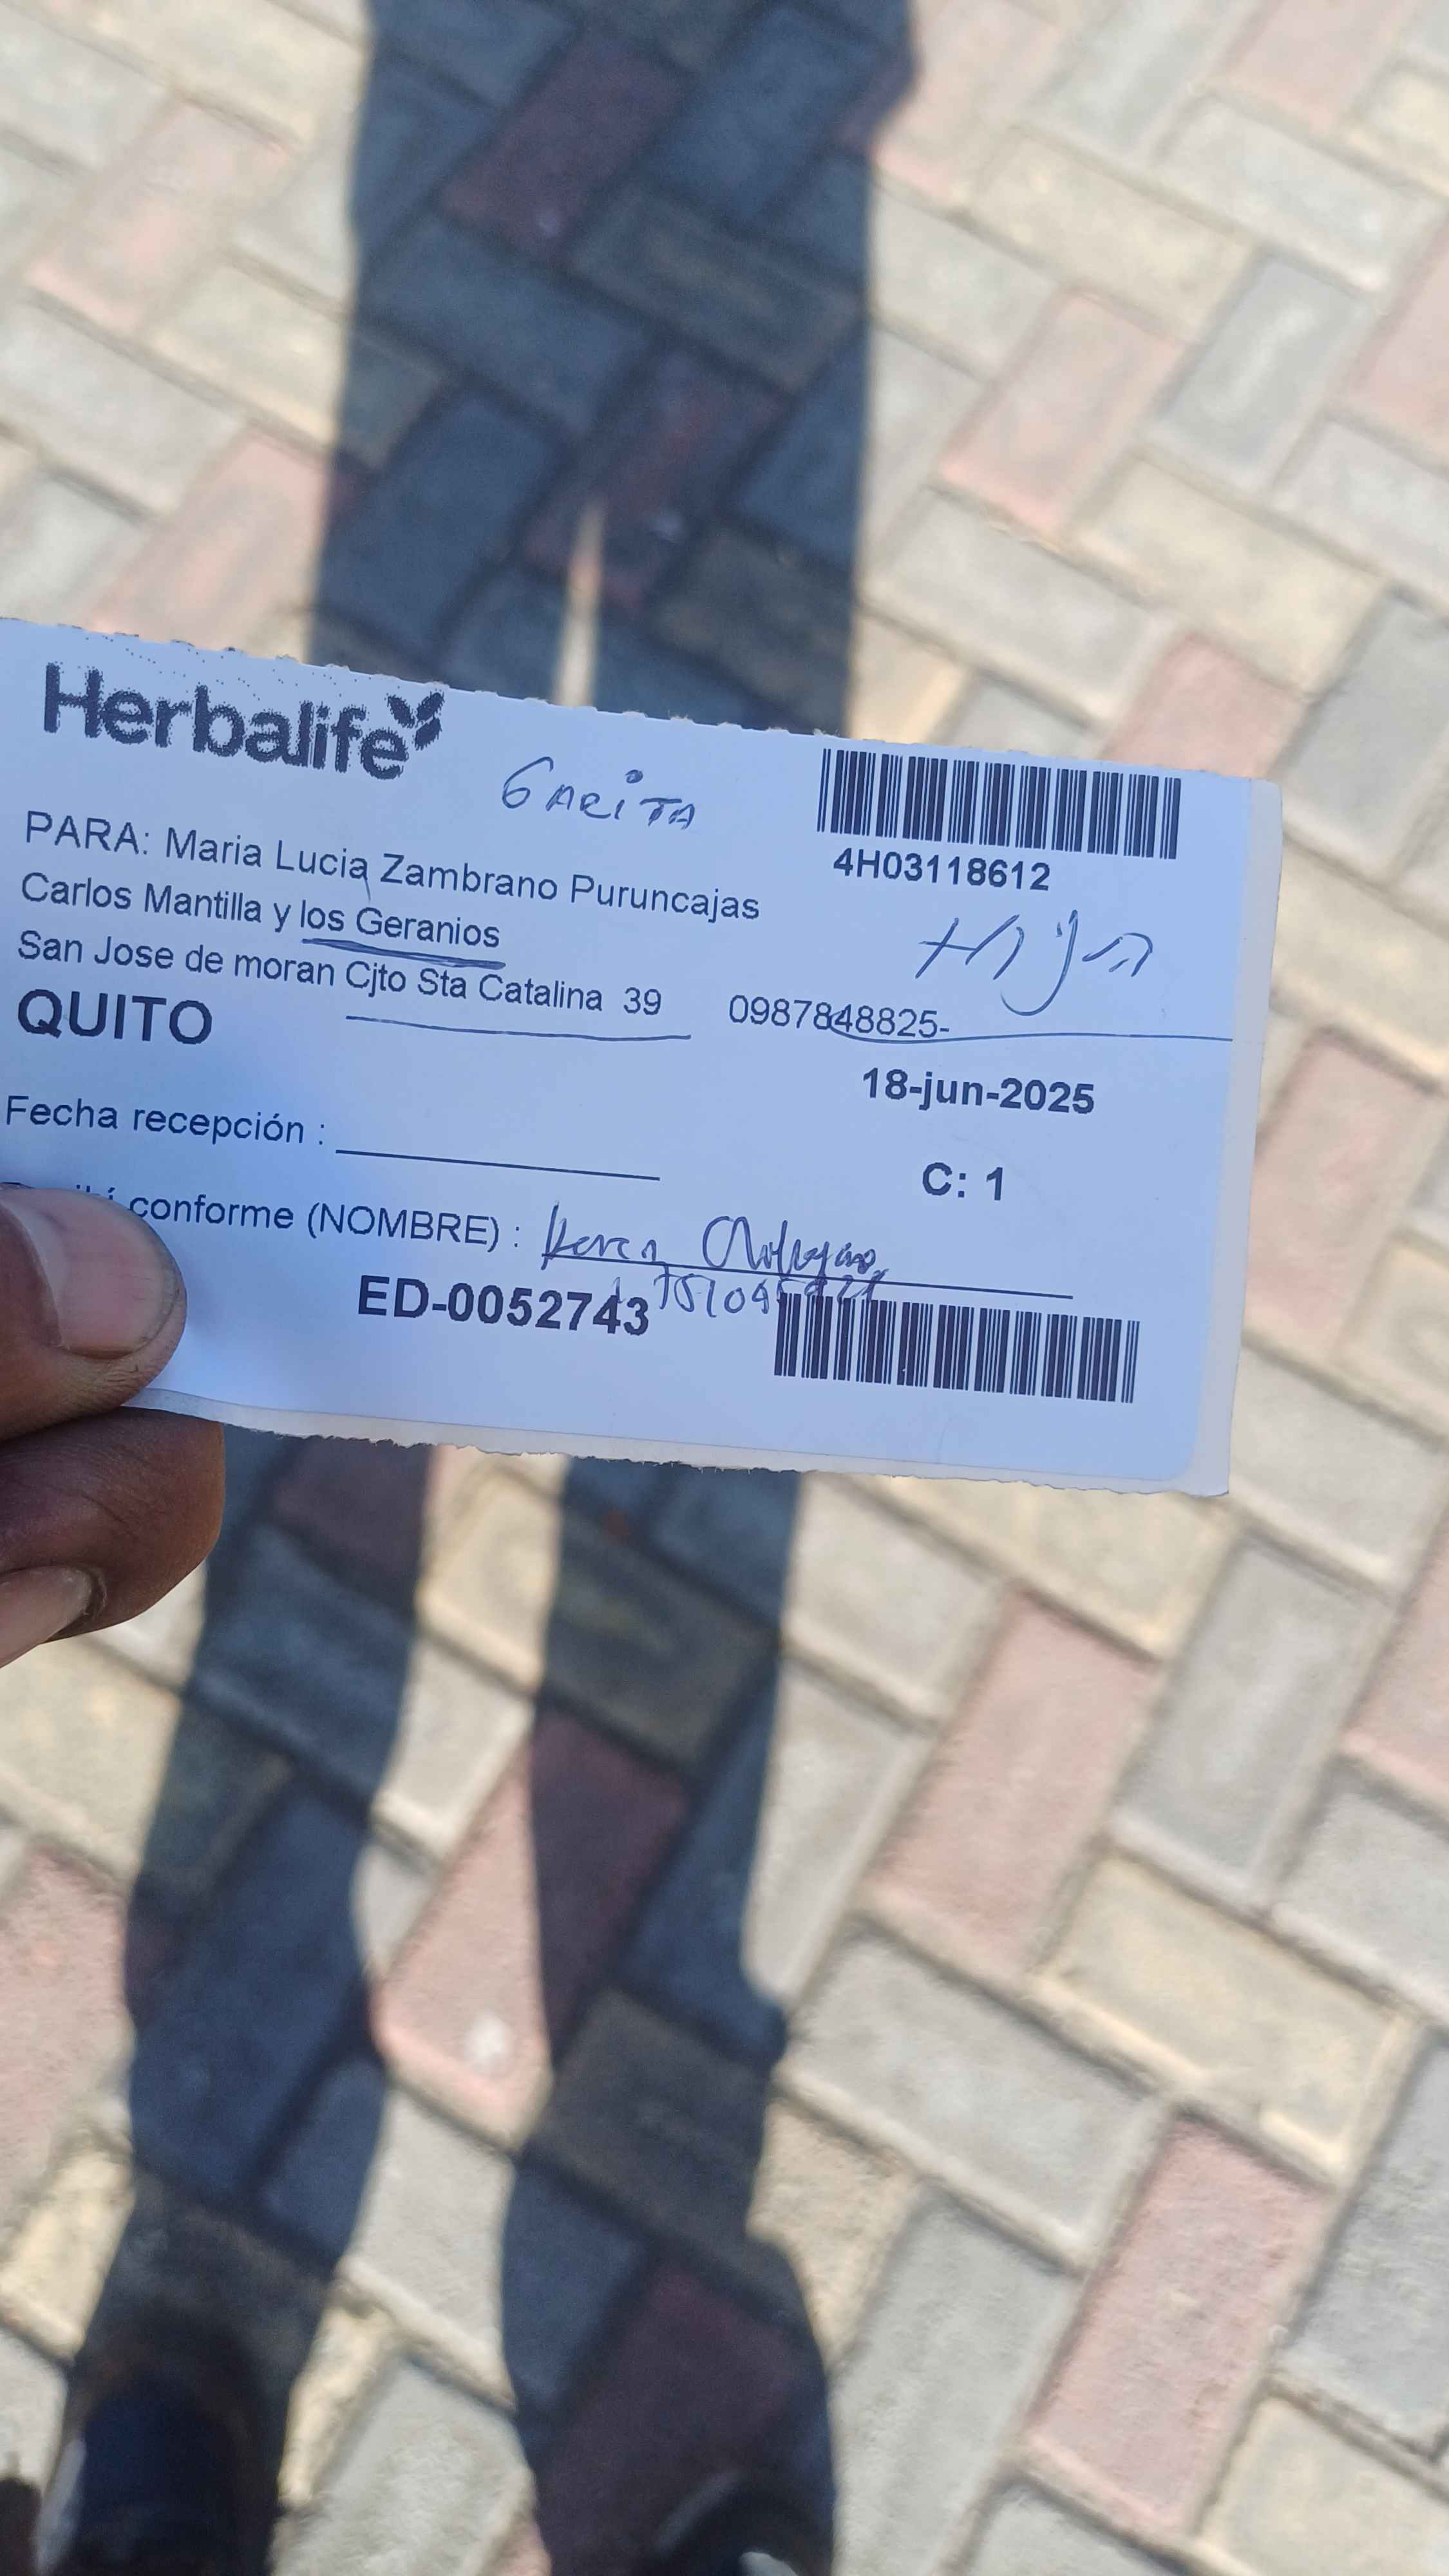 Herbalife
GARITA
4H03118612
PARA: Maria Lucia Zambrano Puruncajas
Carlos Mantilla y los Geranios
Hija
San Jose de moran Cjto Sta Catalina 39 0987848825-
QUITO
18-jun-2025
Fecha recepción :
C: 1
conforme (NOMBRE) :
ED-0052743